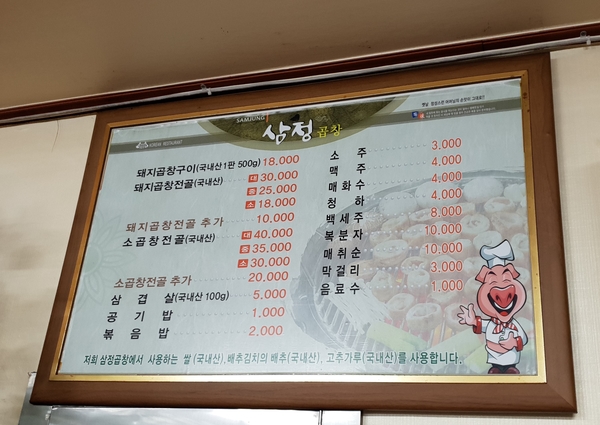 SAMJUNG
삼정곱창
KOREAN RESTAURANT
돼지곱창구이(국내산1판 500g) 18.000
돼지곱창전골(국내산) 대 30.000
중 25.000
소 18.000
돼지곱창전골 추가 10.000
소곱창전골(국내산) 대 40.000
중 35.000
소 30.000
소곱창전골 추가 20.000
삼 겹 살(국내산 100g) 5.000
공 기 밥 1.000
볶 음 밥 2.000
소 주 3.000
맥 주 4.000
매 화 수 4.000
청 하 4.000
백 세 주 8.000
복 분 자 10.000
매 취 순 10.000
막 걸 리 3.000
음 료 수 1.000
저희 삼정곱창에서 사용하는 쌀(국내산), 배추김치의 배추(국내산), 고추가루(국내산)를 사용합니다.